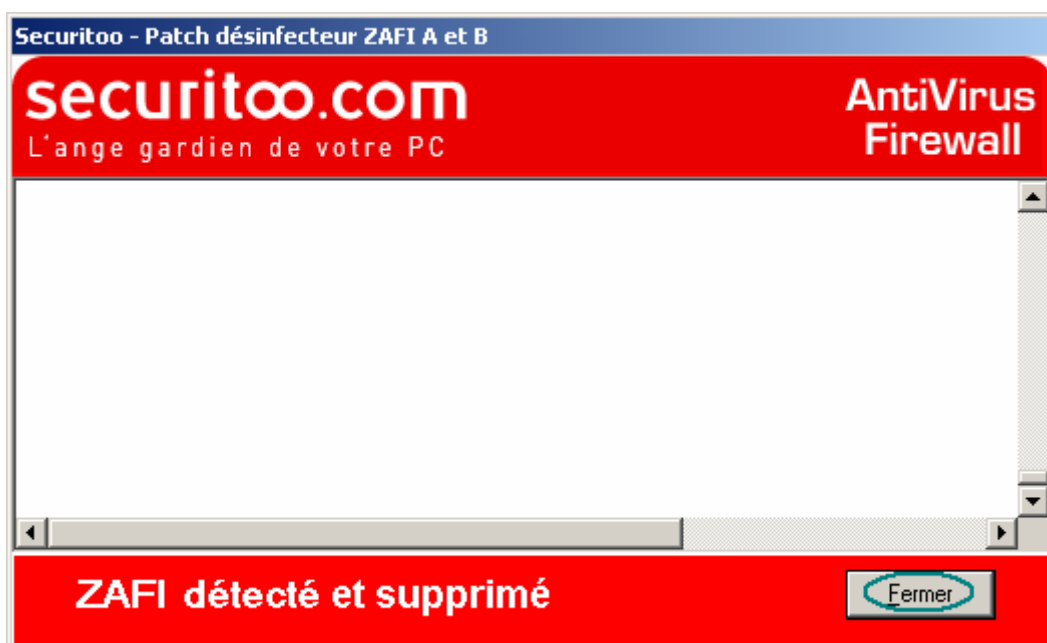 Securitoo - Patch désinfecteur ZAFI A et B
securitoo.com
L'ange gardien de votre PC
AntiVirus
Firewall
ZAFI détecté et supprimé
Fermer